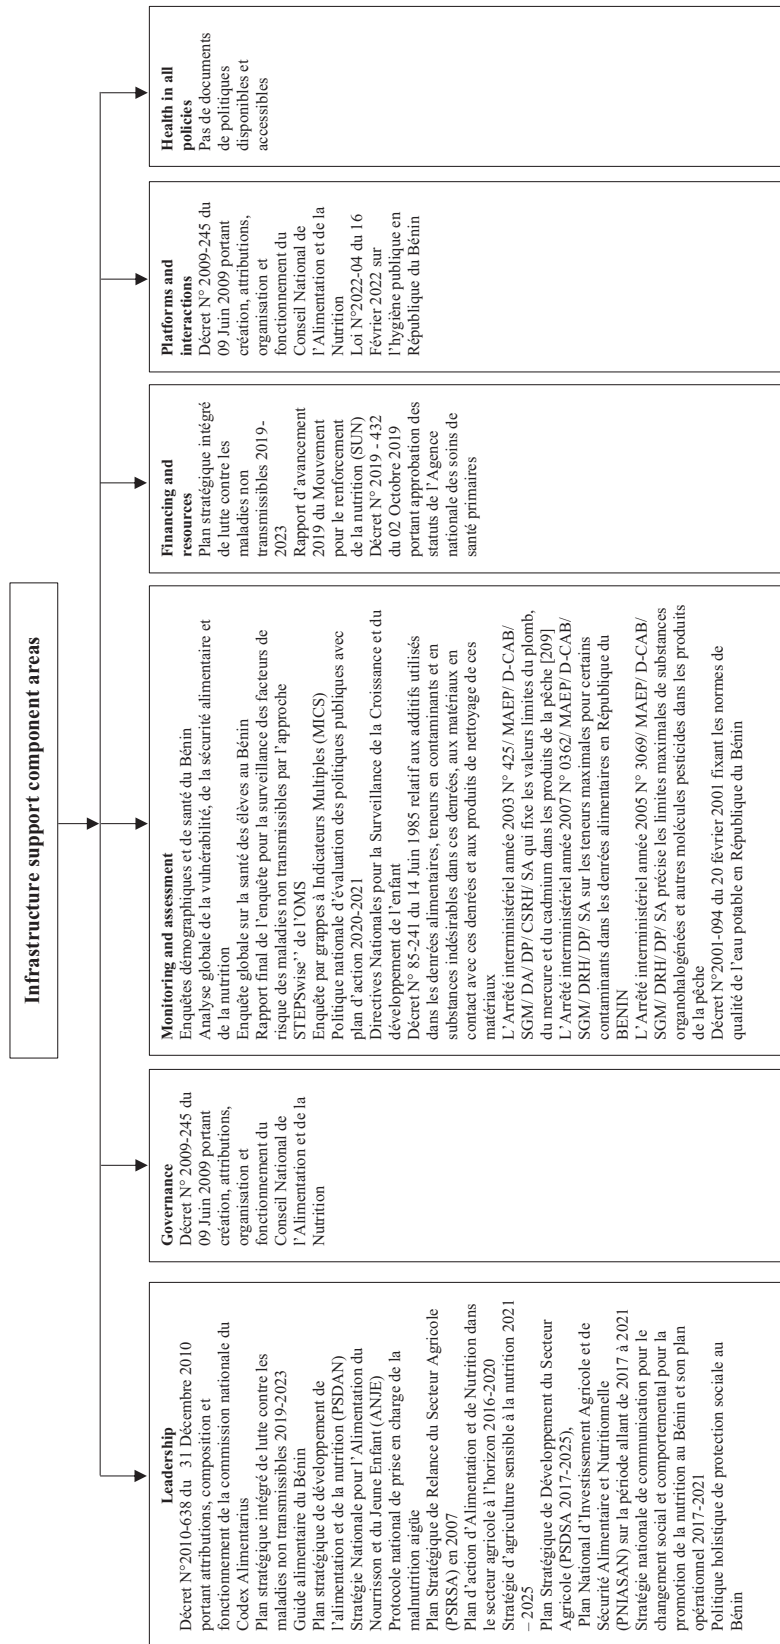 Infrastructure support component areas
Leadership
Décret N°2010-638 du 31 Décembre 2010
portant attributions, composition et
fonctionnement de la commission nationale du
Codex Alimentarius
Plan stratégique intégré de lutte contre les
maladies non transmissibles 2019-2023
Guide alimentaire du Bénin
Plan stratégique de développement de
l'alimentation et de la nutrition (PSDAN)
Stratégie Nationale pour l'Alimentation du
Nourrisson et du Jeune Enfant (ANJE)
Protocole national de prise en charge de la
malnutrition aigüe
Plan Stratégique de Relance du Secteur Agricole
(PSRSA) en 2007
Plan d'action d'Alimentation et de Nutrition dans
le secteur agricole à l'horizon 2016-2020
Stratégie d'agriculture sensible à la nutrition 2021
– 2025
Plan Stratégique de Développement du Secteur
Agricole (PSDSA 2017-2025),
Plan National d'Investissement Agricole et de
Sécurité Alimentaire et Nutritionnelle
(PNIASAN) sur la période allant de 2017 à 2021
Stratégie nationale de communication pour le
changement social et comportemental pour la
promotion de la nutrition au Bénin et son plan
opérationnel 2017-2021
Politique holistique de protection sociale au
Bénin
Governance
Décret N° 2009-245 du
09 Juin 2009 portant
création, attributions,
organisation et
fonctionnement du
Conseil National de
l'Alimentation et de la
Nutrition
Monitoring and assessment
Enquêtes démographiques et de santé du Bénin
Analyse globale de la vulnérabilité, de la sécurité alimentaire et
de la nutrition
Enquête globale sur la santé des élèves au Bénin
Rapport final de l'enquête pour la surveillance des facteurs de
risque des maladies non transmissibles par l'approche
STEPSwise'' de l'OMS
Enquête par grappes à Indicateurs Multiples (MICS)
Politique nationale d'évaluation des politiques publiques avec
plan d'action 2020-2021
Directives Nationales pour la Surveillance de la Croissance et du
développement de l'enfant
Décret N° 85-241 du 14 Juin 1985 relatif aux additifs utilisés
dans les denrées alimentaires, teneurs en contaminants et en
substances indésirables dans ces denrées, aux matériaux en
contact avec ces denrées et aux produits de nettoyage de ces
matériaux
L'Arrêté interministériel année 2003 N° 425/ MAEP/ D-CAB/
SGM/ DA/ DP/ CSRH/ SA qui fixe les valeurs limites du plomb,
du mercure et du cadmium dans les produits de la pêche [209]
L'Arrêté interministériel année 2007 N° 0362/ MAEP/ D-CAB/
SGM/ DRH/ DP/ SA sur les teneurs maximales pour certains
contaminants dans les denrées alimentaires en République du
BENIN
L'Arrêté interministériel année 2005 N° 3069/ MAEP/ D-CAB/
SGM/ DRH/ DP/ SA précise les limites maximales de substances
organohalogénées et autres molécules pesticides dans les produits
de la pêche
Décret N°2001-094 du 20 février 2001 fixant les normes de
qualité de l'eau potable en République du Bénin
Financing and
resources
Plan stratégique intégré
de lutte contre les
maladies non
transmissibles 2019-
2023
Rapport d'avancement
2019 du Mouvement
pour le renforcement
de la nutrition (SUN)
Décret N° 2019 - 432
du 02 Octobre 2019
portant approbation des
statuts de l'Agence
nationale des soins de
santé primaires
Platforms and
interactions
Décret N° 2009-245 du
09 Juin 2009 portant
création, attributions,
organisation et
fonctionnement du
Conseil National de
l'Alimentation et de la
Nutrition
Loi N°2022-04 du 16
Février 2022 sur
l'hygiène publique en
République du Bénin
Health in all
policies
Pas de documents
de politiques
disponibles et
accessibles